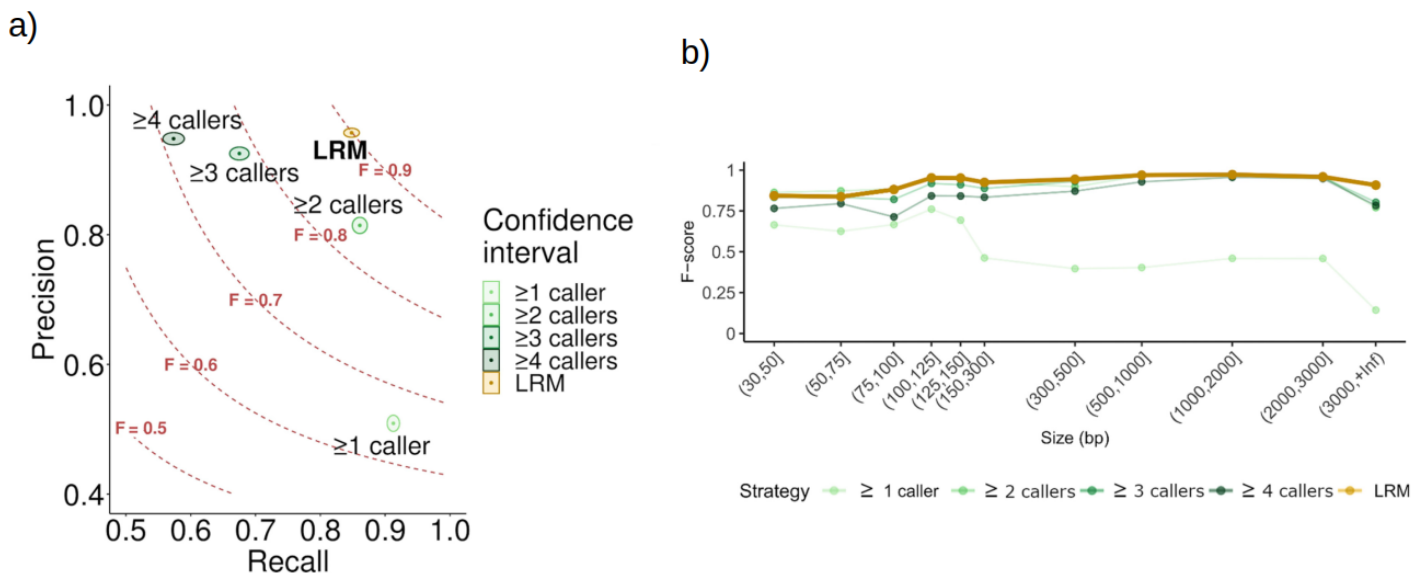 a)
1.0
0.8
0.6
0.4
Precision
≥4 callers
≥3 callers
LRM
F = 0.9
≥2 callers
F = 0.8
F = 0.7
F = 0.6
F = 0.5
≥1 caller
0.5 0.6 0.7 0.8 0.9 1.0
Recall
Confidence
interval
≥1 caller
≥2 callers
≥3 callers
≥4 callers
LRM
b)
1
0.75
0.5
0.25
0
F−score
(30,50]
(50,75]
(75,100]
(100,125]
(125,150]
(150,300]
(300,500]
(500,1000]
(1000,2000]
(2000,3000]
(3000,+Inf)
Size (bp)
Strategy ≥ 1 caller ≥ 2 callers ≥ 3 callers ≥ 4 callers LRM